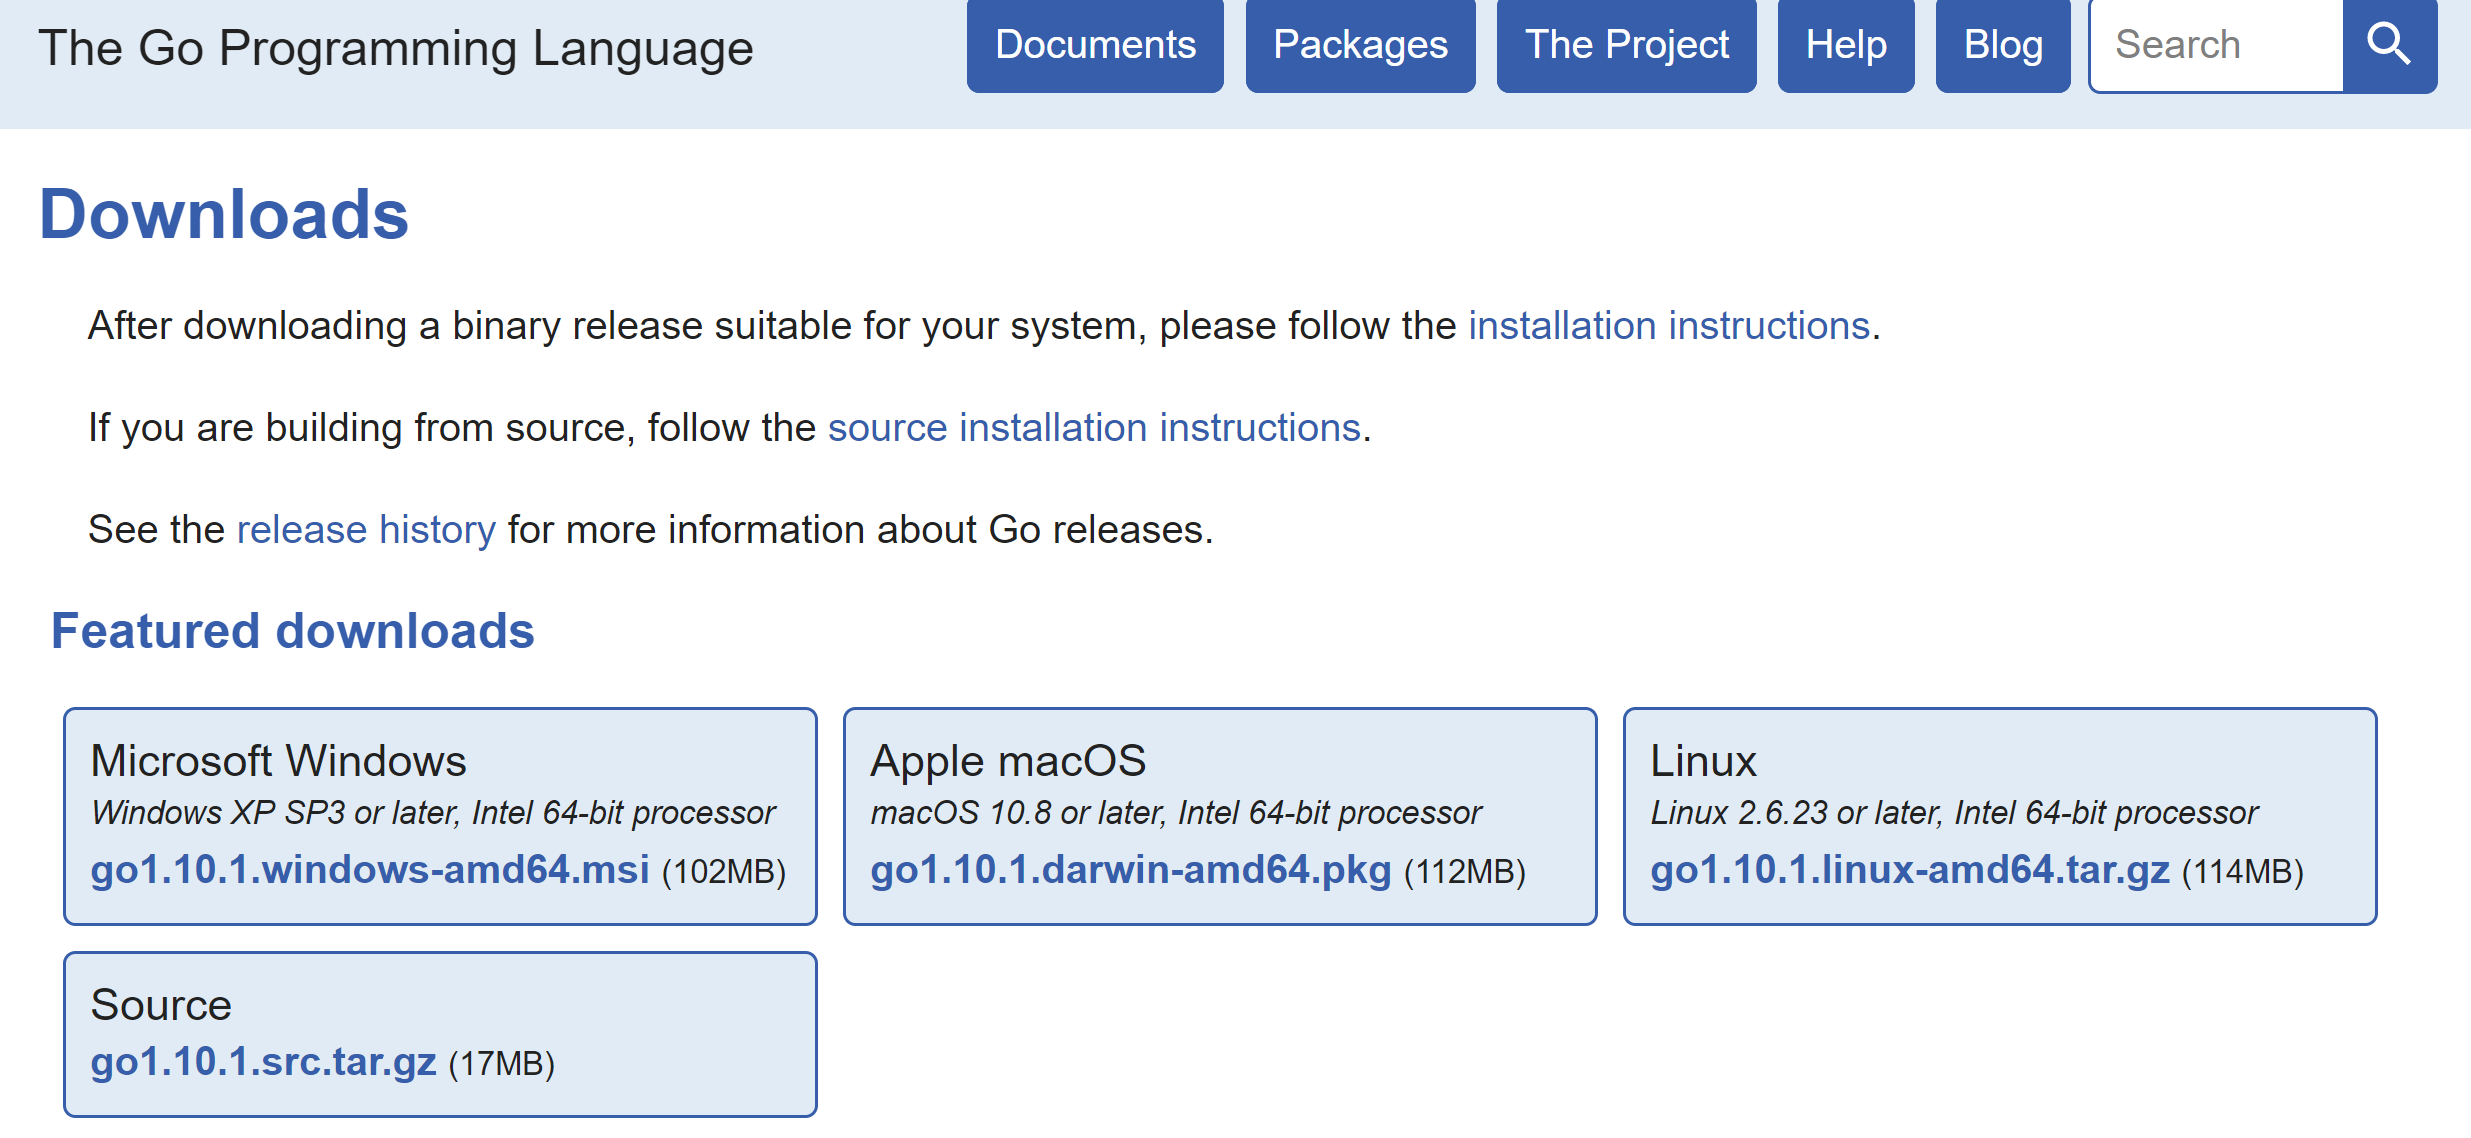 The Go Programming Language
Documents
Packages
The Project
Help
Blog
Search
Downloads
After downloading a binary release suitable for your system, please follow the installation instructions.
If you are building from source, follow the source installation instructions.
See the release history for more information about Go releases.
Featured downloads
Microsoft Windows
Windows XP SP3 or later, Intel 64-bit processor
go1.10.1.windows-amd64.msi (102MB)
Apple macOS
macOS 10.8 or later, Intel 64-bit processor
go1.10.1.darwin-amd64.pkg (112MB)
Linux
Linux 2.6.23 or later, Intel 64-bit processor
go1.10.1.linux-amd64.tar.gz (114MB)
Source
go1.10.1.src.tar.gz (17MB)